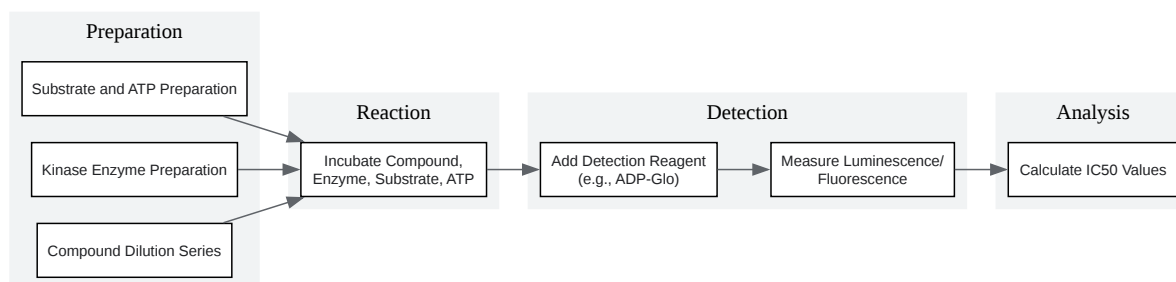 Preparation
Substrate and ATP Preparation
Kinase Enzyme Preparation
Compound Dilution Series
Reaction
Incubate Compound,
Enzyme, Substrate, ATP
Detection
Add Detection Reagent
(e.g., ADP-Glo)
Measure Luminescence/
Fluorescence
Analysis
Calculate IC50 Values